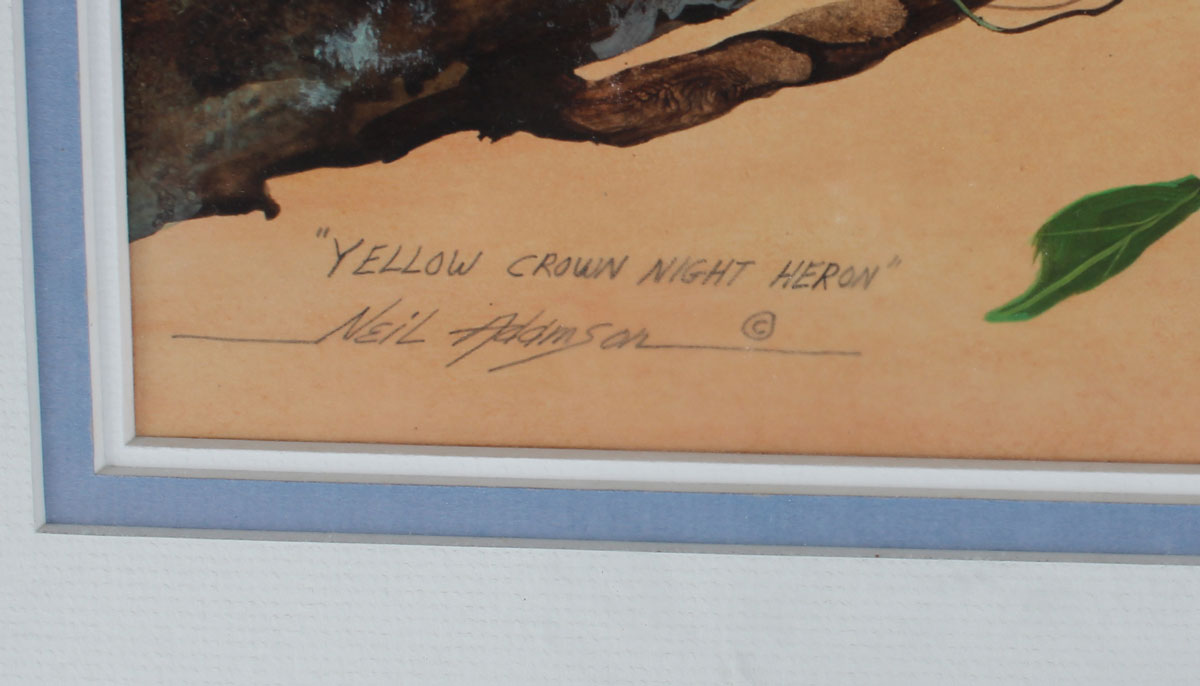 "YELLOW CROWN NIGHT HERON"
Neil Adamson ©